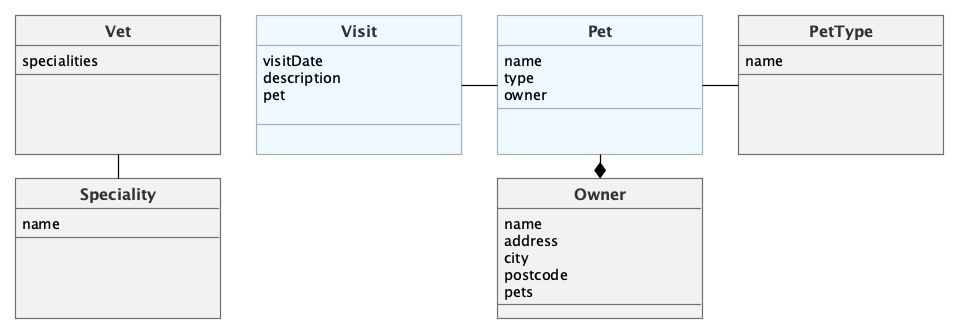 Vet
specialities
Visit
visitDate
description
pet
Pet
name
type
owner
PetType
name
Speciality
name
Owner
name
address
city
postcode
pets